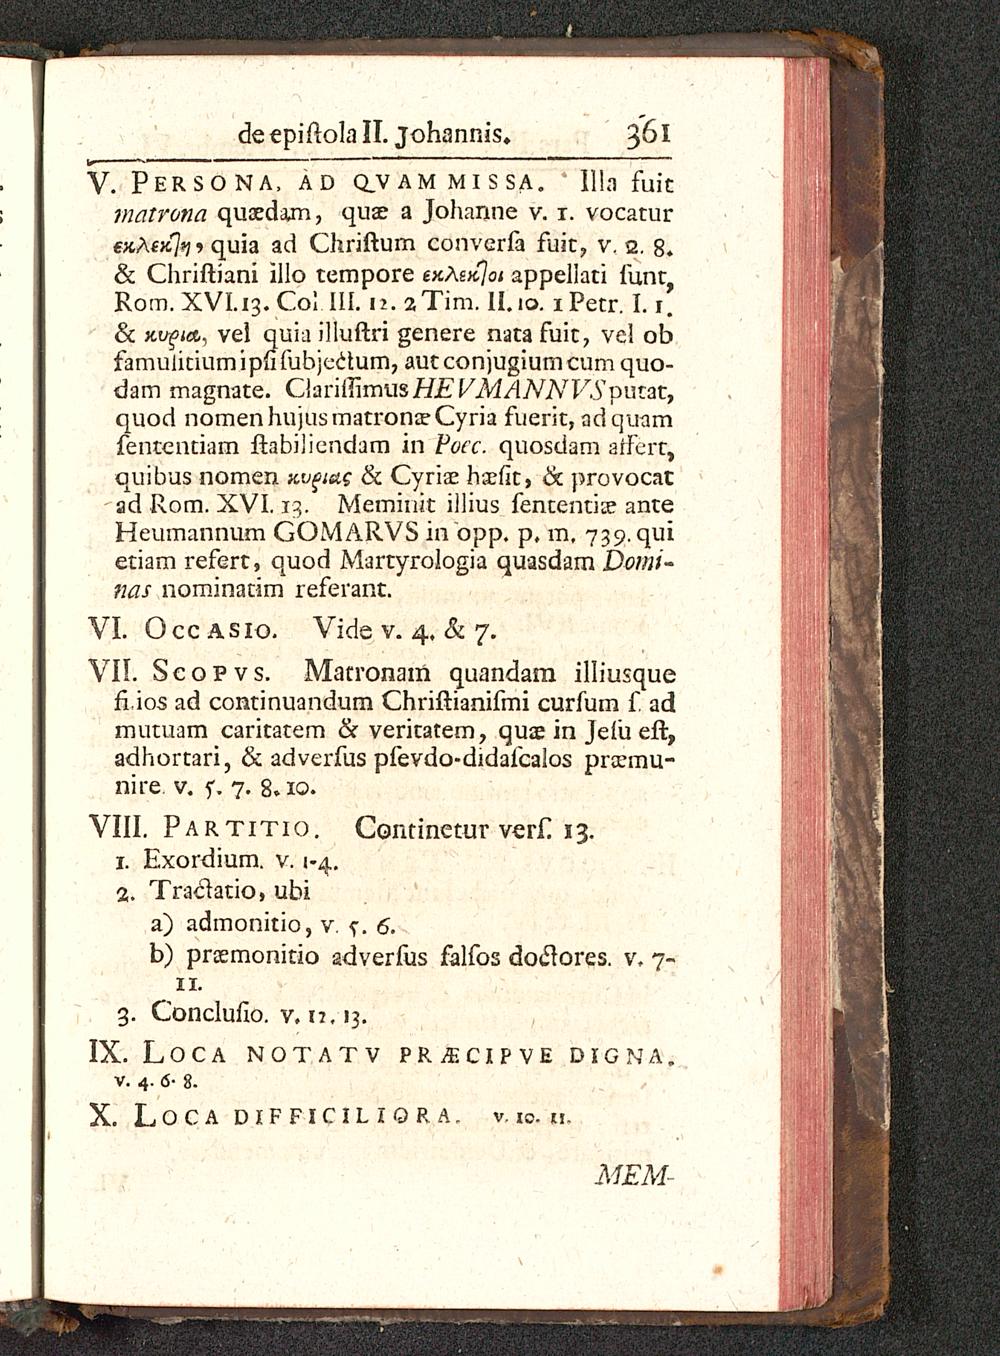 de epiſtola II. Johannis. 361
V. PERSONA, AD QVAM MISSA. Illa fuit
matrona quædam, quæ a Johanne v. 1. vocatur
εκλεκτη, quia ad Chriſtum converſa fuit, v. 2. 8.
& Chriſtiani illo tempore εκλεκτοι appellati ſunt,
Rom. XVI. 13. Col. III. 12. 2 Tim. II. 10. 1 Petr. I. 1.
& κυρια, vel quia illuſtri genere nata fuit, vel ob
famulitium ipſi ſubjectum, aut conjugium cum quo-
dam magnate. Clariſſimus HEVMANNVS putat,
quod nomen hujus matronæ Cyria fuerit, ad quam
ſententiam ſtabiliendam in Poec. quosdam affert,
quibus nomen κυριας & Cyriæ hæſit, & provocat
ad Rom. XVI. 13. Meminit illius ſententiæ ante
Heumannum GOMARVS in opp. p. m. 739. qui
etiam refert, quod Martyrologia quasdam Domi-
nas nominatim referant.
VI. OCCASIO. Vide v. 4. & 7.
VII. SCOPVS. Matronam quandam illiusque
filios ad continuandum Chriſtianiſmi curſum ſ. ad
mutuam caritatem & veritatem, quæ in Jeſu eſt,
adhortari, & adverſus pſevdo-didaſcalos præmu-
nire. v. 5. 7. 8. 10.
VIII. PARTITIO. Continetur verſ. 13.
1. Exordium. v. 1-4.
2. Tractatio, ubi
a) admonitio, v. 5. 6.
b) præmonitio adverſus falſos doctores. v. 7-
11.
3. Concluſio. v. 12. 13.
IX. LOCA NOTATV PRÆCIPVE DIGNA.
v. 4. 6. 8.
X. LOCA DIFFICILIORA. v. 10. 11.
MEM-